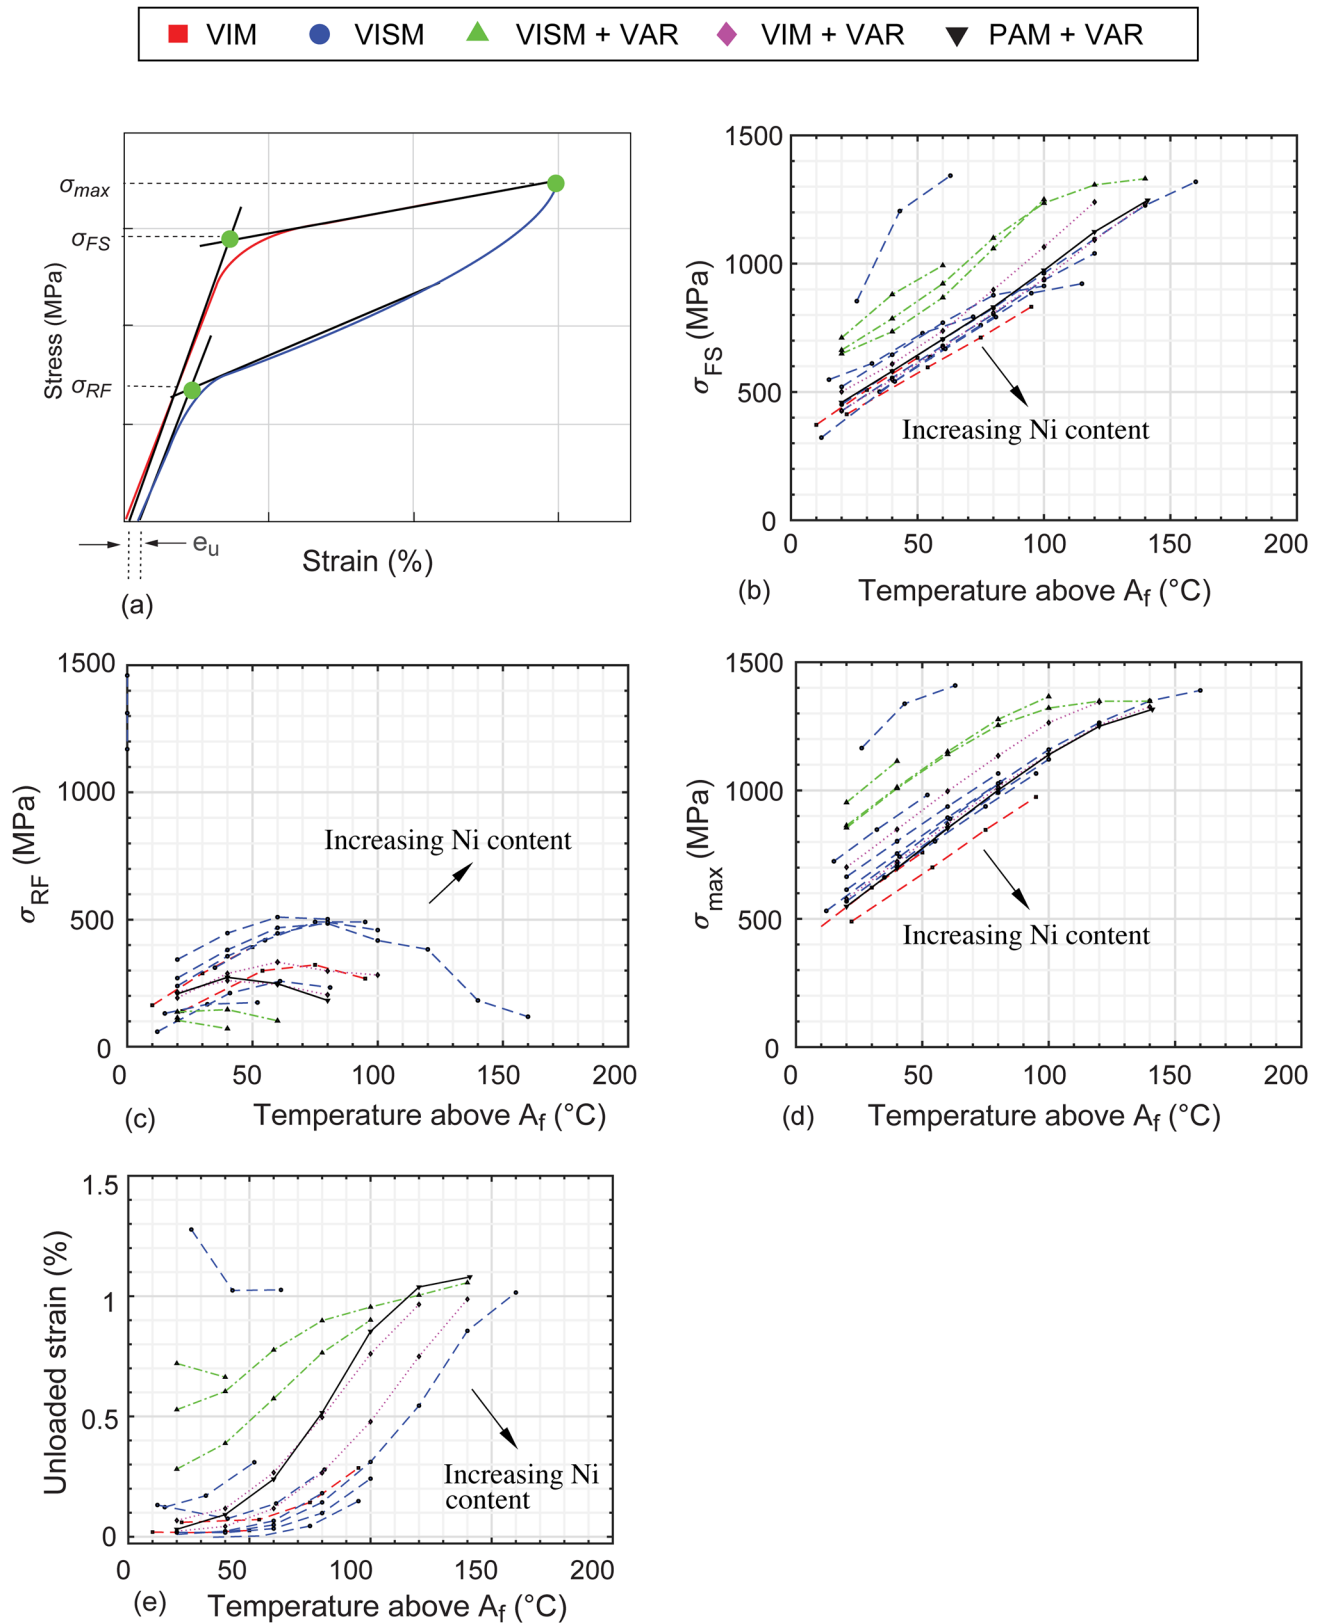 VIM VISM VISM + VAR VIM + VAR PAM + VAR
σmax
σFS
σRF
Stress (MPa)
eu
Strain (%)
(a)
1500
1000
500
0
σFS (MPa)
Increasing Ni content
0 50 100 150 200
(b) Temperature above Af (°C)
1500
1000
500
0
σRF (MPa)
Increasing Ni content
0 50 100 150 200
(c) Temperature above Af (°C)
1500
1000
500
0
σmax (MPa)
Increasing Ni content
0 50 100 150 200
(d) Temperature above Af (°C)
1.5
1
0.5
0
Unloaded strain (%)
Increasing Ni
content
0 50 100 150 200
(e) Temperature above Af (°C)